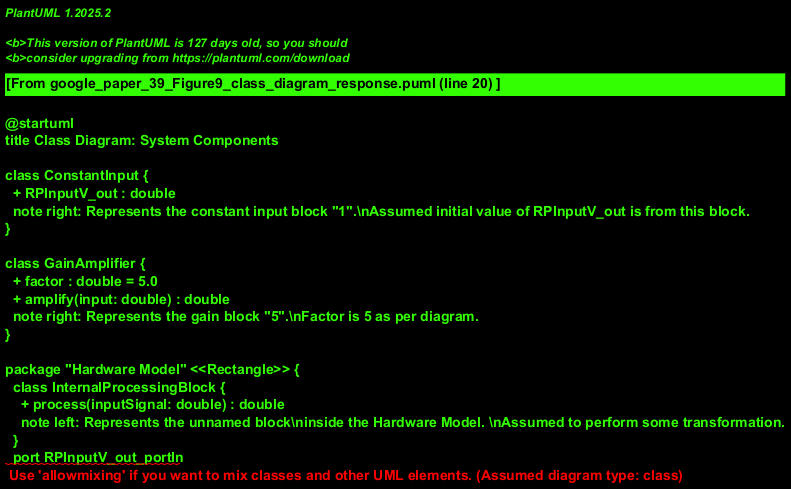 PlantUML 1.2025.2
<b>This version of PlantUML is 127 days old, so you should
<b>consider upgrading from https://plantuml.com/download
[From google_paper_39_Figure9_class_diagram_response.puml (line 20) ]
@startuml
title Class Diagram: System Components
class ConstantInput {
+ RPInputV_out : double
note right: Represents the constant input block "1".\nAssumed initial value of RPInputV_out is from this block.
}
class GainAmplifier {
+ factor : double = 5.0
+ amplify(input: double) : double
note right: Represents the gain block "5".\nFactor is 5 as per diagram.
}
package "Hardware Model" <<Rectangle>> {
class InternalProcessingBlock {
+ process(inputSignal: double) : double
note left: Represents the unnamed block\ninside the Hardware Model. \nAssumed to perform some transformation.
}
port RPInputV_out_portIn
Use 'allowmixing' if you want to mix classes and other UML elements. (Assumed diagram type: class)